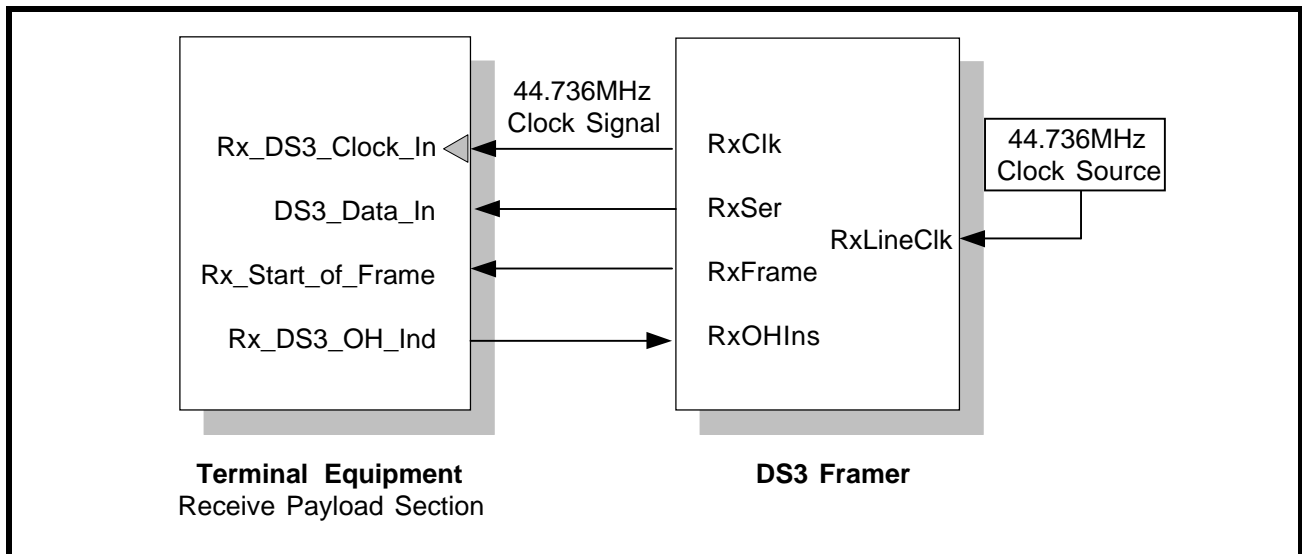 44.736MHz
Clock Signal
Rx_DS3_Clock_In
DS3_Data_In
Rx_Start_of_Frame
Rx_DS3_OH_Ind
RxClk
RxSer
RxLineClk
RxFrame
RxOHIns
44.736MHz
Clock Source
Terminal Equipment
Receive Payload Section
DS3 Framer